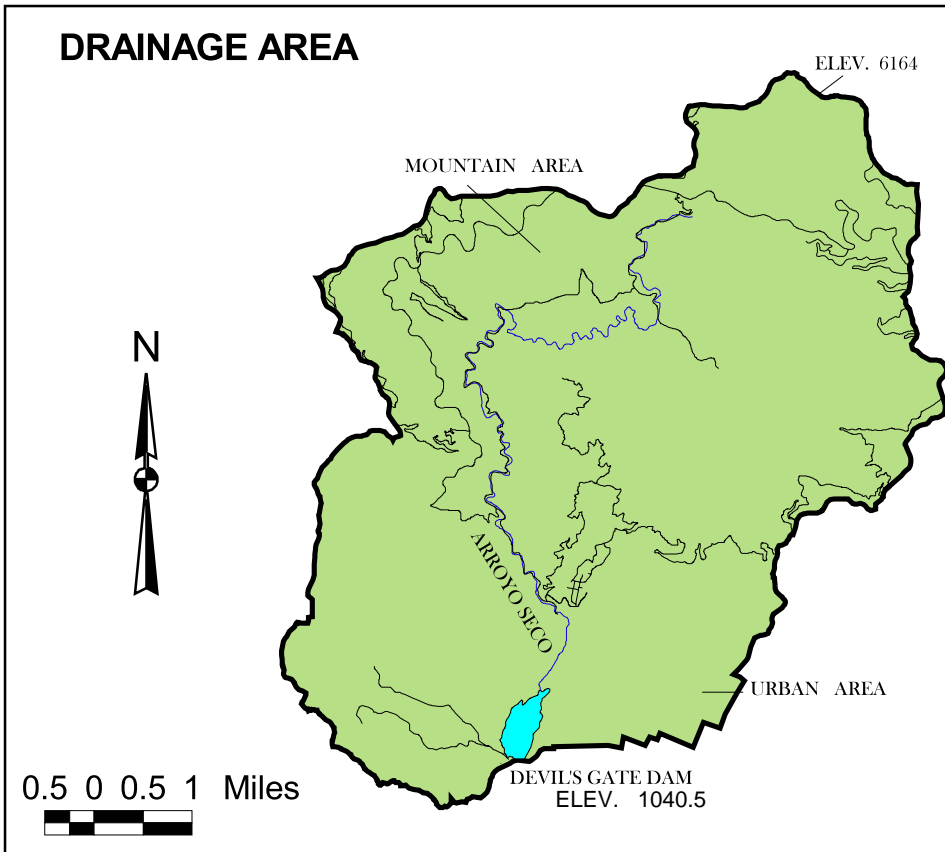 DRAINAGE AREA
ELEV. 6164
MOUNTAIN AREA
N
ARROYO SECO
URBAN AREA
DEVIL'S GATE DAM
ELEV. 1040.5
0.5 0 0.5 1 Miles